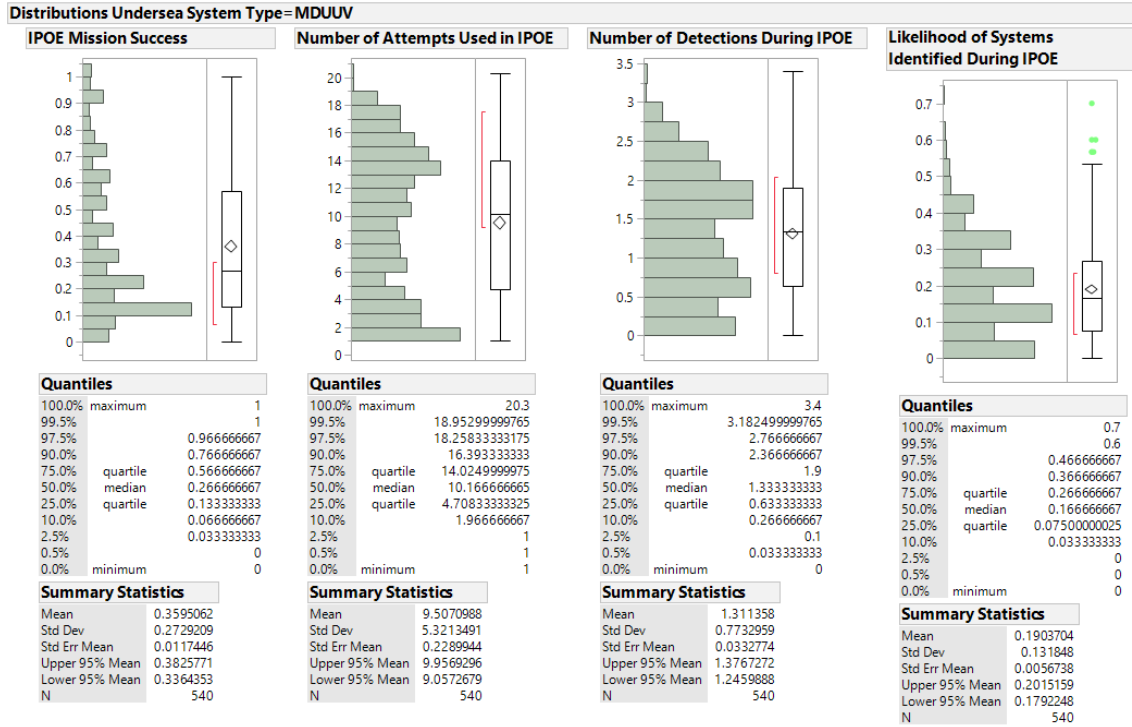 Distributions Undersea System Type=MDUUV
IPOE Mission Success
1
0.9
0.8
0.7
0.6
0.5
0.4
0.3
0.2
0.1
0
Quantiles
100.0% maximum 1
99.5% 1
97.5% 0.966666667
90.0% 0.766666667
75.0% quartile 0.566666667
50.0% median 0.266666667
25.0% quartile 0.133333333
10.0% 0.066666667
2.5% 0.033333333
0.5% 0
0.0% minimum 0
Summary Statistics
Mean 0.3595062
Std Dev 0.2729209
Std Err Mean 0.0117446
Upper 95% Mean 0.3825771
Lower 95% Mean 0.3364353
N 540
Number of Attempts Used in IPOE
20
18
16
14
12
10
8
6
4
2
0
Quantiles
100.0% maximum 20.3
99.5% 18.95299999765
97.5% 18.25833333175
90.0% 16.393333333
75.0% quartile 14.0249999975
50.0% median 10.166666665
25.0% quartile 4.70833333325
10.0% 1.966666667
2.5% 1
0.5% 1
0.0% minimum 1
Summary Statistics
Mean 9.5070988
Std Dev 5.3213491
Std Err Mean 0.2289944
Upper 95% Mean 9.9569296
Lower 95% Mean 9.0572679
N 540
Number of Detections During IPOE
3.5
3
2.5
2
1.5
1
0.5
0
Quantiles
100.0% maximum 3.4
99.5% 3.182499999765
97.5% 2.766666667
90.0% 2.366666667
75.0% quartile 1.9
50.0% median 1.333333333
25.0% quartile 0.633333333
10.0% 0.266666667
2.5% 0.1
0.5% 0.033333333
0.0% minimum 0
Summary Statistics
Mean 1.311358
Std Dev 0.7732959
Std Err Mean 0.0332774
Upper 95% Mean 1.3767272
Lower 95% Mean 1.2459888
N 540
Likelihood of Systems
Identified During IPOE
0.7
0.6
0.5
0.4
0.3
0.2
0.1
0
Quantiles
100.0% maximum 0.7
99.5% 0.6
97.5% 0.466666667
90.0% 0.366666667
75.0% quartile 0.266666667
50.0% median 0.166666667
25.0% quartile 0.07500000025
10.0% 0.033333333
2.5% 0
0.5% 0
0.0% minimum 0
Summary Statistics
Mean 0.1903704
Std Dev 0.131848
Std Err Mean 0.0056738
Upper 95% Mean 0.2015159
Lower 95% Mean 0.1792248
N 540